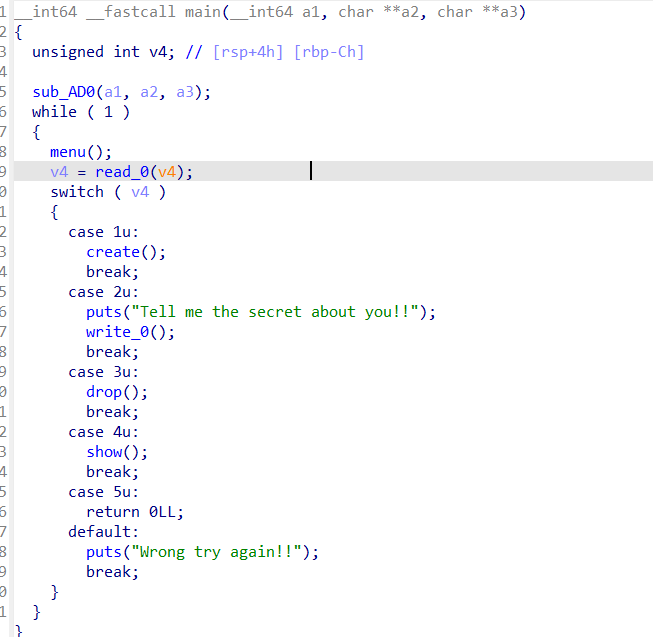 1 __int64 __fastcall main(__int64 a1, char **a2, char **a3)
2 {
3 unsigned int v4; // [rsp+4h] [rbp-Ch]
4
5 sub_AD0(a1, a2, a3);
6 while ( 1 )
7 {
8 menu();
9 v4 = read_0(v4);
0 switch ( v4 )
1 {
2 case 1u:
3 create();
4 break;
5 case 2u:
6 puts("Tell me the secret about you!!");
7 write_0();
8 break;
9 case 3u:
0 drop();
1 break;
2 case 4u:
3 show();
4 break;
5 case 5u:
6 return 0LL;
7 default:
8 puts("Wrong try again!!");
9 break;
0 }
1 }
}